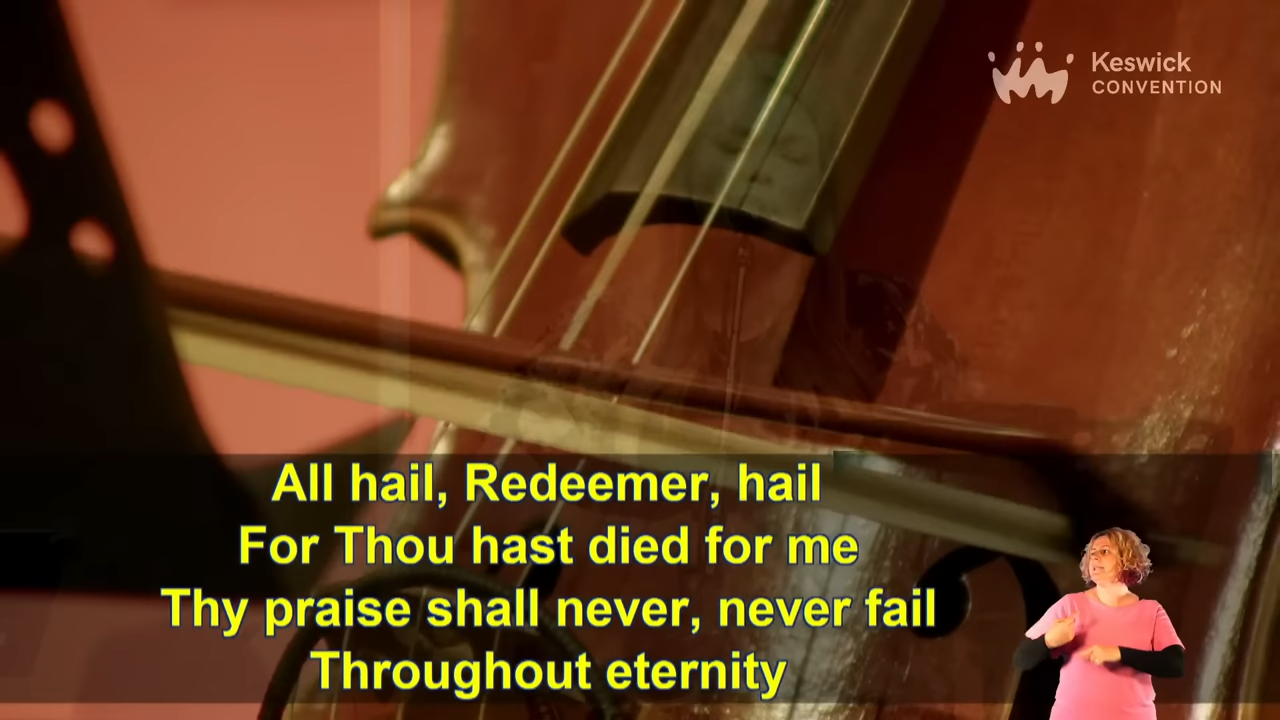 Keswick
CONVENTION
All hail, Redeemer, hail
For Thou hast died for me
Thy praise shall never, never fail
Throughout eternity